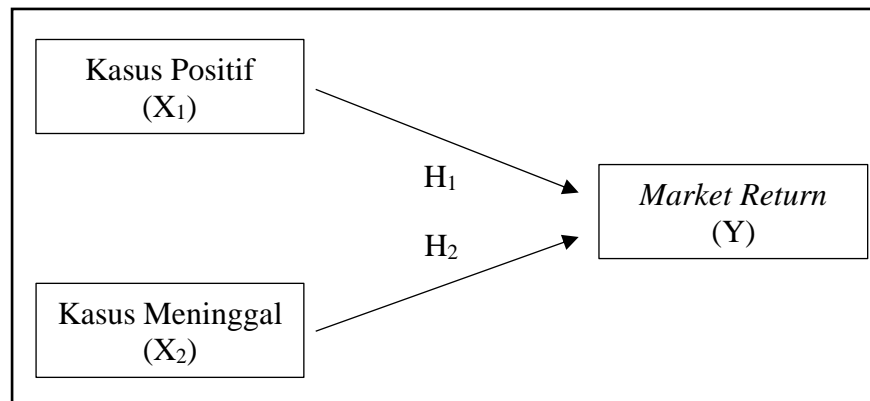 Kasus Positif
(X₁)
H₁
Market Return
(Y)
H₂
Kasus Meninggal
(X₂)